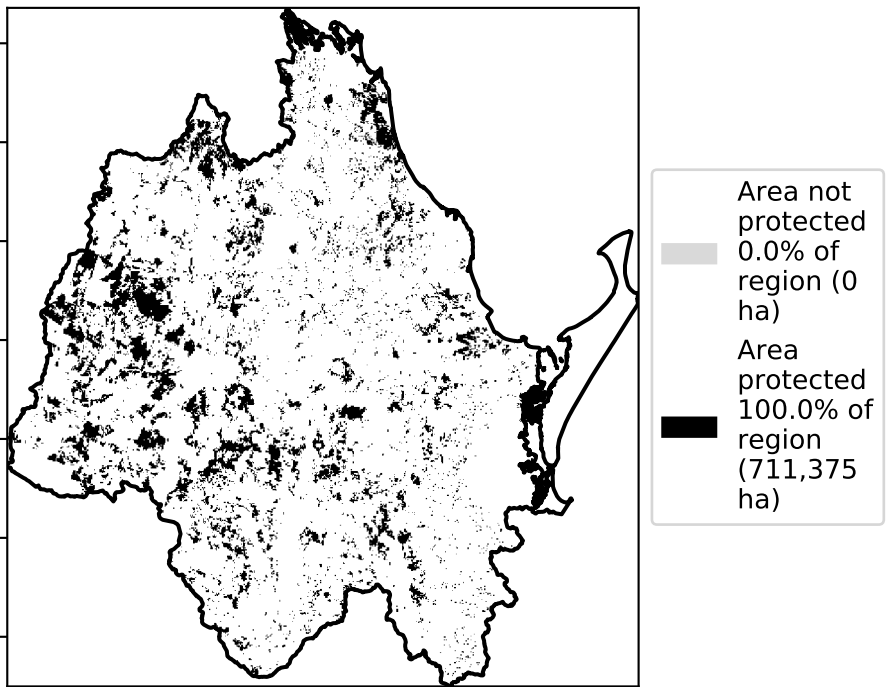 Area not
protected
0.0% of
region (0
ha)
Area
protected
100.0% of
region
(711,375
ha)